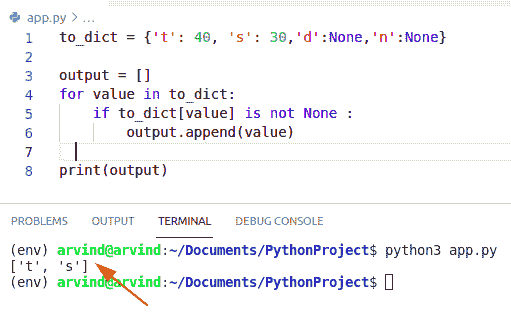 app.py > ...
1 to_dict = {'t': 40, 's': 30,'d':None,'n':None}
2
3 output = []
4 for value in to_dict:
5     if to_dict[value] is not None :
6         output.append(value)
7
8 print(output)
PROBLEMS OUTPUT TERMINAL DEBUG CONSOLE
(env) arvind@arvind:~/Documents/PythonProject$ python3 app.py
['t', 's']
(env) arvind@arvind:~/Documents/PythonProject$